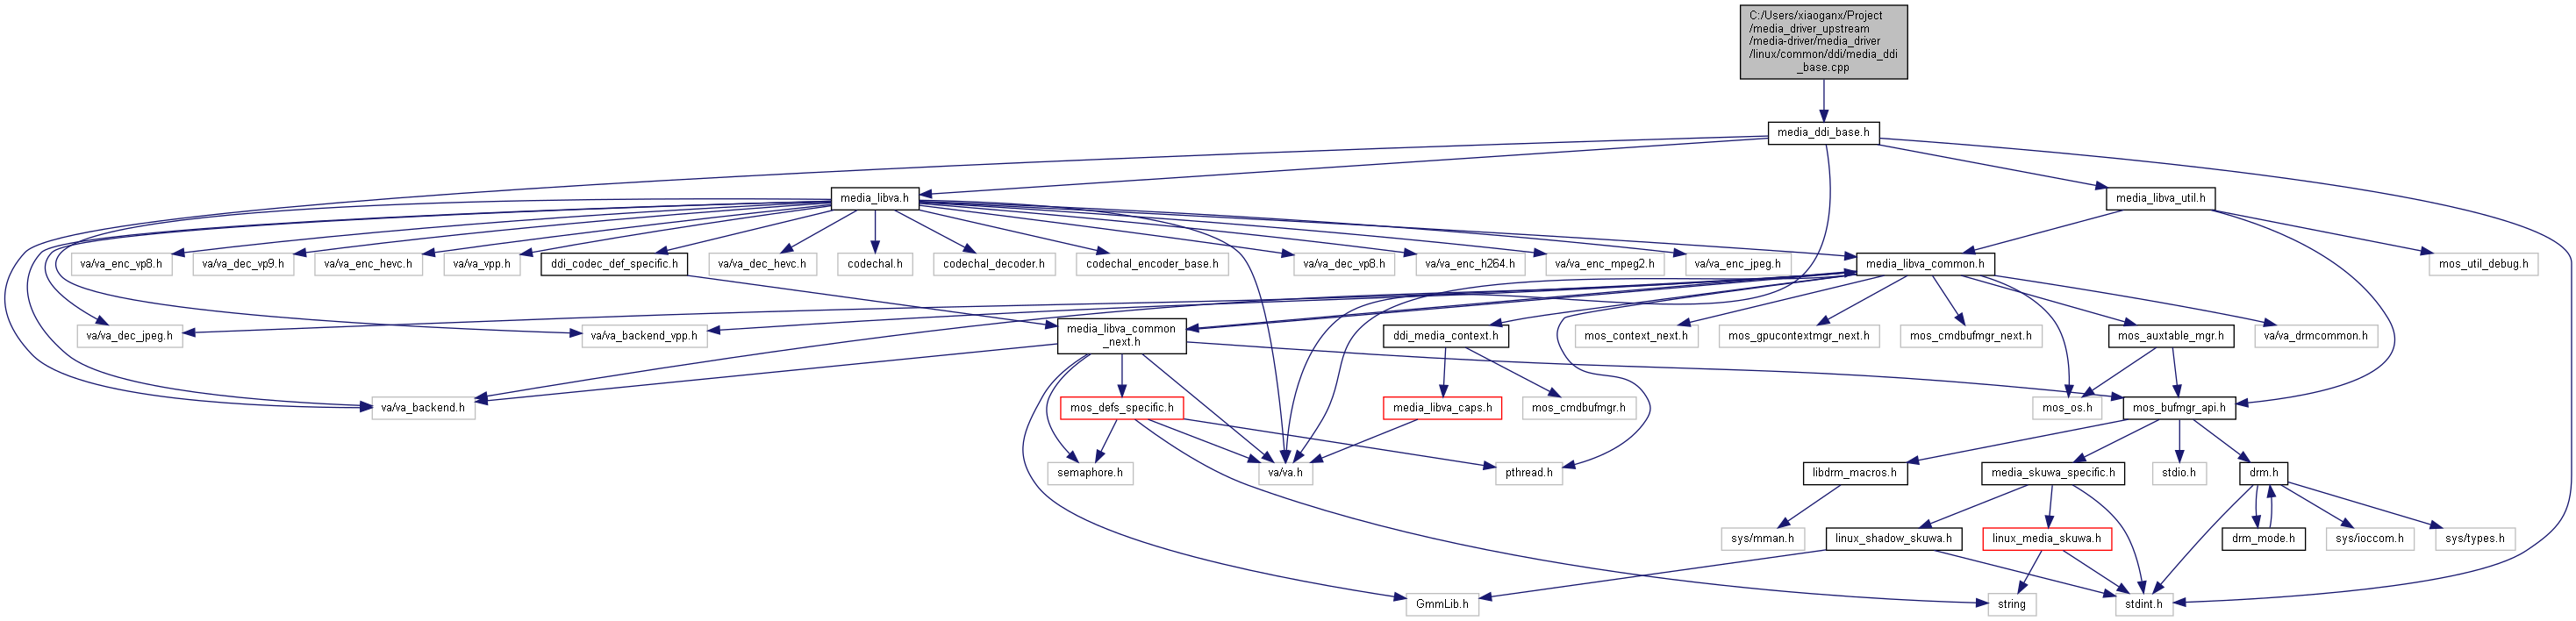 C:/Users/xiaoganx/Project
/media_driver_upstream
/media-driver/media_driver
/linux/common/ddi/media_ddi
_base.cpp
media_ddi_base.h
media_libva.h
media_libva_util.h
va/va_enc_vp8.h
va/va_dec_vp9.h
va/va_enc_hevc.h
va/va_vpp.h
ddi_codec_def_specific.h
va/va_dec_hevc.h
codechal.h
codechal_decoder.h
codechal_encoder_base.h
va/va_dec_vp8.h
va/va_enc_h264.h
va/va_enc_mpeg2.h
va/va_enc_jpeg.h
media_libva_common.h
mos_util_debug.h
va/va_dec_jpeg.h
va/va_backend_vpp.h
media_libva_common
_next.h
ddi_media_context.h
mos_context_next.h
mos_gpucontextmgr_next.h
mos_cmdbufmgr_next.h
mos_auxtable_mgr.h
va/va_drmcommon.h
va/va_backend.h
mos_defs_specific.h
media_libva_caps.h
mos_cmdbufmgr.h
mos_os.h
mos_bufmgr_api.h
semaphore.h
va/va.h
pthread.h
libdrm_macros.h
media_skuwa_specific.h
stdio.h
drm.h
sys/mman.h
linux_shadow_skuwa.h
linux_media_skuwa.h
drm_mode.h
sys/ioccom.h
sys/types.h
GmmLib.h
string
stdint.h